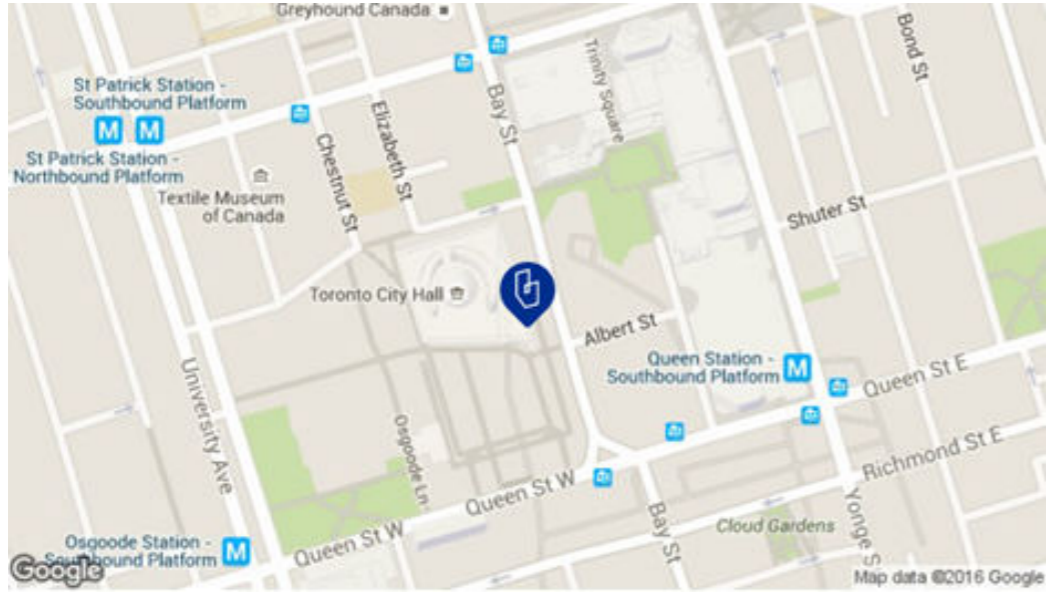 Greyhound Canada
St Patrick Station -
Southbound Platform
M M
St Patrick Station -
Northbound Platform
Textile Museum
of Canada
Chestnut St
Elizabeth St
Bay St
Trinity Square
Bond St
Shuter St
Toronto City Hall
Albert St
Queen Station -
Southbound Platform
M
Queen St E
Richmond St E
University Ave
Osgoode Ln
Queen St W
Queen St W
Bay St
Cloud Gardens
Yonge S
Osgoode Station -
Southbound Platform
M
Google
Map data ©2016 Google